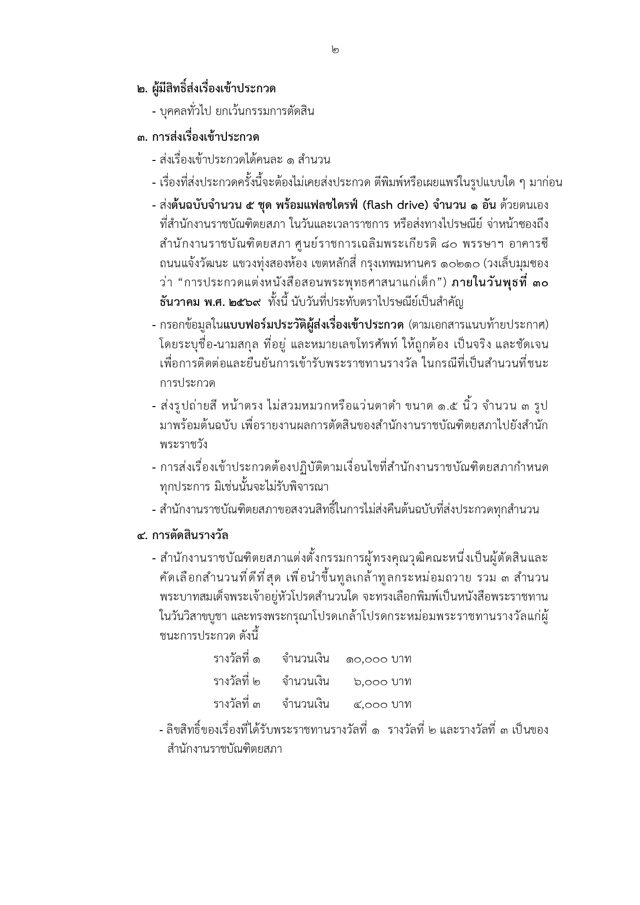 ๒
๒. ผู้มีสิทธิ์ส่งเรื่องเข้าประกวด
- บุคคลทั่วไป ยกเว้นกรรมการตัดสิน
๓. การส่งเรื่องเข้าประกวด
- ส่งเรื่องเข้าประกวดได้คนละ ๑ สำนวน
- เรื่องที่ส่งประกวดครั้งนี้จะต้องไม่เคยส่งประกวด ตีพิมพ์หรือเผยแพร่ในรูปแบบใด ๆ มาก่อน
- ส่งต้นฉบับจำนวน ๕ ชุด พร้อมแฟลชไดรฟ์ (flash drive) จำนวน ๑ อัน ด้วยตนเอง
ที่สำนักงานราชบัณฑิตยสภา ในวันและเวลาราชการ หรือส่งทางไปรษณีย์ จ่าหน้าซองถึง
สำนักงานราชบัณฑิตยสภา ศูนย์ราชการเฉลิมพระเกียรติ ๘๐ พรรษาฯ อาคารซี
ถนนแจ้งวัฒนะ แขวงทุ่งสองห้อง เขตหลักสี่ กรุงเทพมหานคร ๑๐๒๑๐ (วงเล็บมุมซอง
ว่า “การประกวดแต่งหนังสือสอนพระพุทธศาสนาแก่เด็ก”) ภายในวันพุธที่ ๓๐
ธันวาคม พ.ศ. ๒๕๖๙ ทั้งนี้ นับวันที่ประทับตราไปรษณีย์เป็นสำคัญ
- กรอกข้อมูลในแบบฟอร์มประวัติผู้ส่งเรื่องเข้าประกวด (ตามเอกสารแนบท้ายประกาศ)
โดยระบุชื่อ-นามสกุล ที่อยู่ และหมายเลขโทรศัพท์ ให้ถูกต้อง เป็นจริง และชัดเจน
เพื่อการติดต่อและยืนยันการเข้ารับพระราชทานรางวัล ในกรณีที่เป็นสำนวนที่ชนะ
การประกวด
- ส่งรูปถ่ายสี หน้าตรง ไม่สวมหมวกหรือแว่นตาดำ ขนาด ๑.๕ นิ้ว จำนวน ๓ รูป
มาพร้อมต้นฉบับ เพื่อรายงานผลการตัดสินของสำนักงานราชบัณฑิตยสภาไปยังสำนัก
พระราชวัง
- การส่งเรื่องเข้าประกวดต้องปฏิบัติตามเงื่อนไขที่สำนักงานราชบัณฑิตยสภากำหนด
ทุกประการ มิเช่นนั้นจะไม่รับพิจารณา
- สำนักงานราชบัณฑิตยสภาขอสงวนสิทธิ์ในการไม่ส่งคืนต้นฉบับที่ส่งประกวดทุกสำนวน
๔. การตัดสินรางวัล
- สำนักงานราชบัณฑิตยสภาแต่งตั้งกรรมการผู้ทรงคุณวุฒิคณะหนึ่งเป็นผู้ตัดสินและ
คัดเลือกสำนวนที่ดีที่สุด เพื่อนำขึ้นทูลเกล้าทูลกระหม่อมถวาย รวม ๓ สำนวน
พระบาทสมเด็จพระเจ้าอยู่หัวโปรดสำนวนใด จะทรงเลือกพิมพ์เป็นหนังสือพระราชทาน
ในวันวิสาขบูชา และทรงพระกรุณาโปรดเกล้าโปรดกระหม่อมพระราชทานรางวัลแก่ผู้
ชนะการประกวด ดังนี้
รางวัลที่ ๑ จำนวนเงิน ๑๐,๐๐๐ บาท
รางวัลที่ ๒ จำนวนเงิน ๖,๐๐๐ บาท
รางวัลที่ ๓ จำนวนเงิน ๔,๐๐๐ บาท
- ลิขสิทธิ์ของเรื่องที่ได้รับพระราชทานรางวัลที่ ๑ รางวัลที่ ๒ และรางวัลที่ ๓ เป็นของ
สำนักงานราชบัณฑิตยสภา